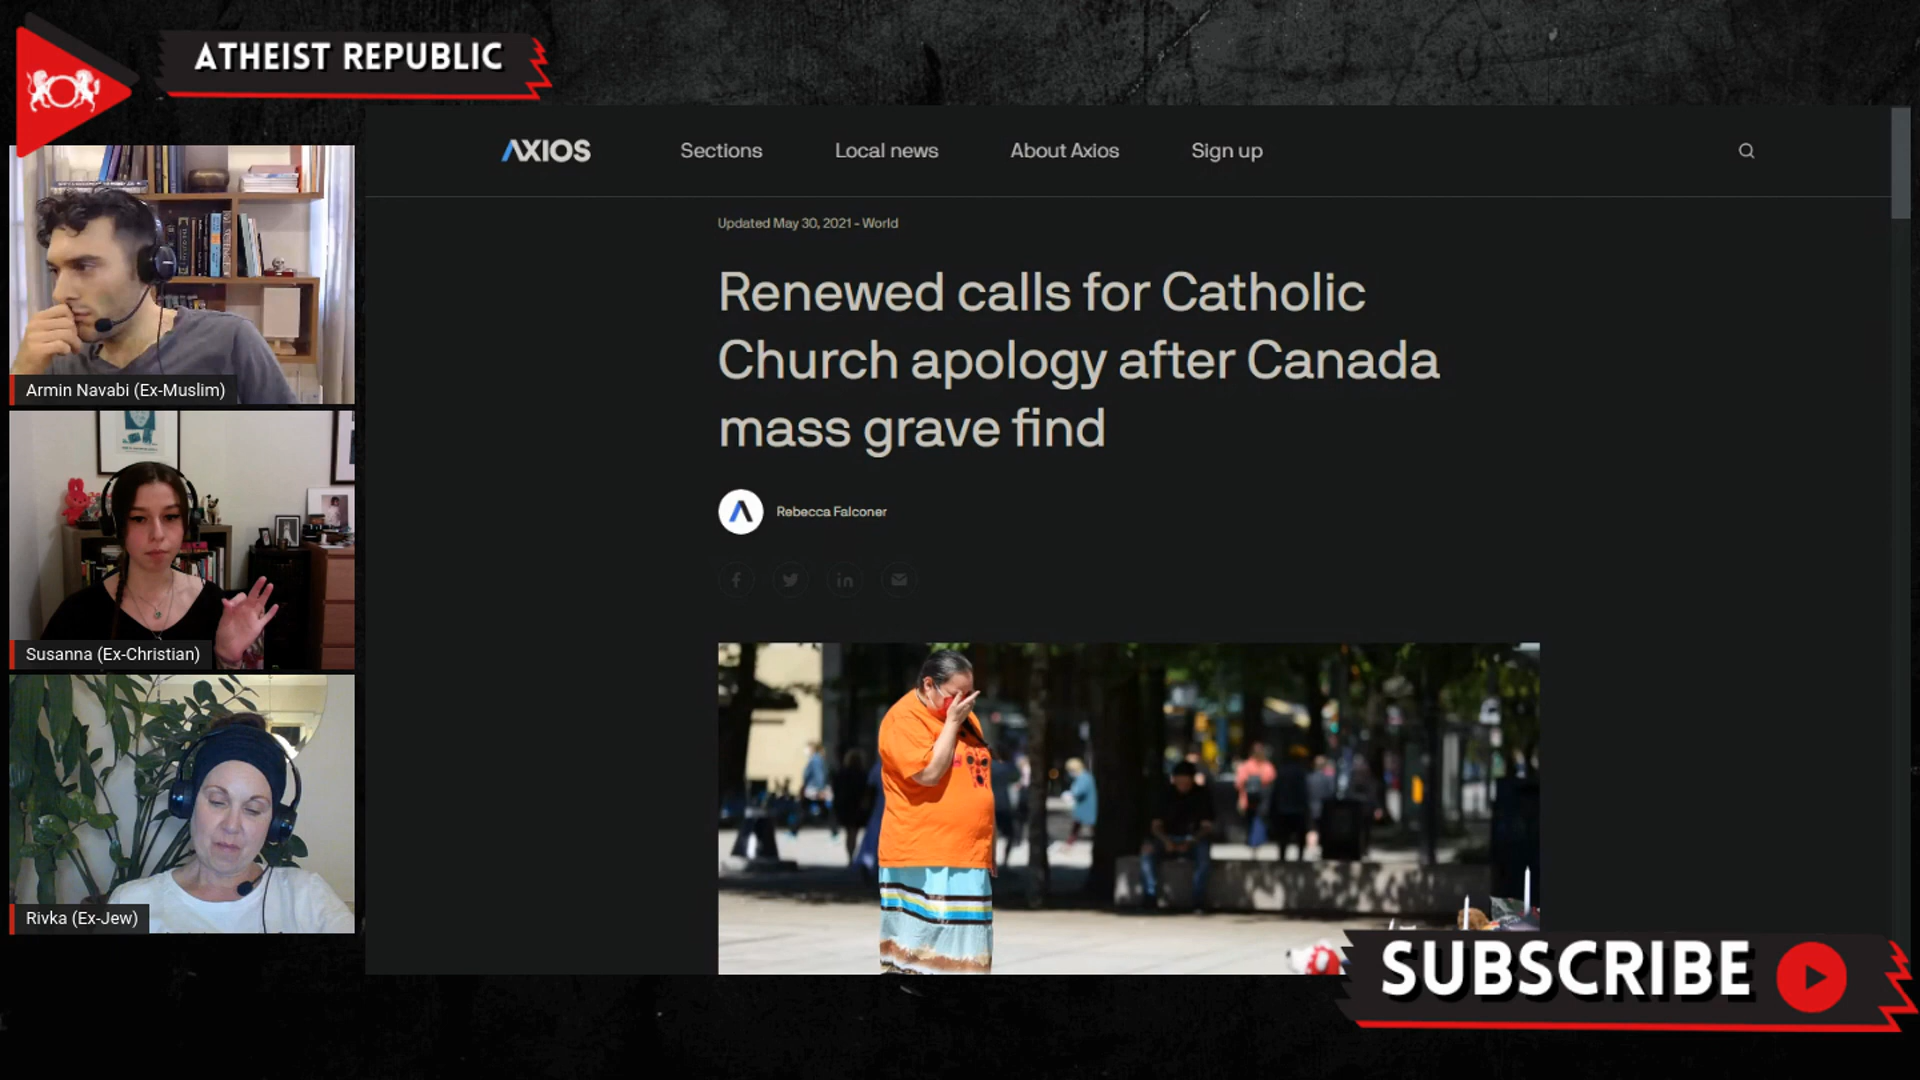 ATHEIST REPUBLIC
AXIOS
Sections
Local news
About Axios
Sign up
Updated May 30, 2021 - World
Renewed calls for Catholic
Church apology after Canada
mass grave find
Rebecca Falconer
Armin Navabi (Ex-Muslim)
Susanna (Ex-Christian)
Rivka (Ex-Jew)
SUBSCRIBE